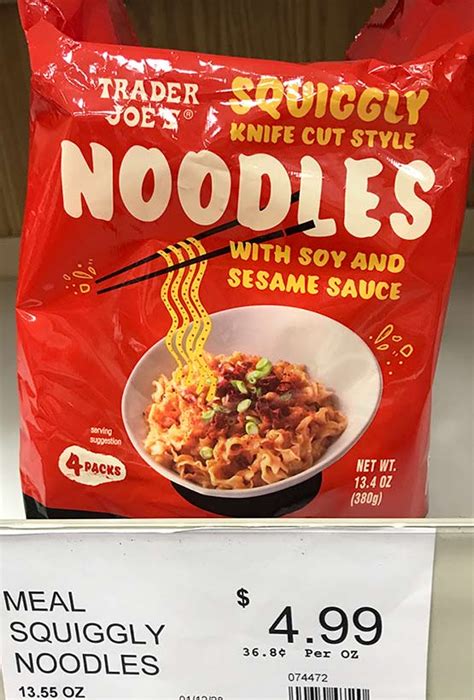 TRADER
JOE'S®
SQUIGGLY
KNIFE CUT STYLE
NOODLES
WITH SOY AND
SESAME SAUCE
serving
suggestion
4 PACKS
NET WT.
13.4 OZ
(380g)
MEAL
SQUIGGLY
NOODLES
13.55 OZ
$ 4.99
36.8¢ Per OZ
074472